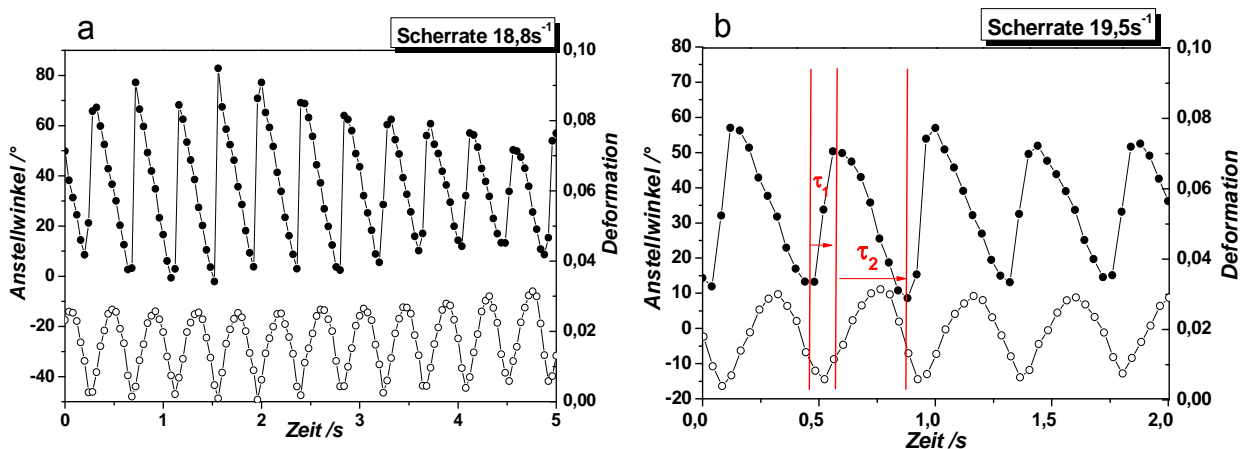 a
Scherrate 18,8s⁻¹
Anstellwinkel /°
80
60
40
20
0
-20
-40
0,10
0,08
0,06
0,04
0,02
0,00
Deformation
0 1 2 3 4 5
Zeit /s
b
Scherrate 19,5s⁻¹
Anstellwinkel /°
80
70
60
50
40
30
20
10
0
-10
-20
τ₁
τ₂
0,10
0,08
0,06
0,04
0,02
0,00
Deformation
0,0 0,5 1,0 1,5 2,0
Zeit /s